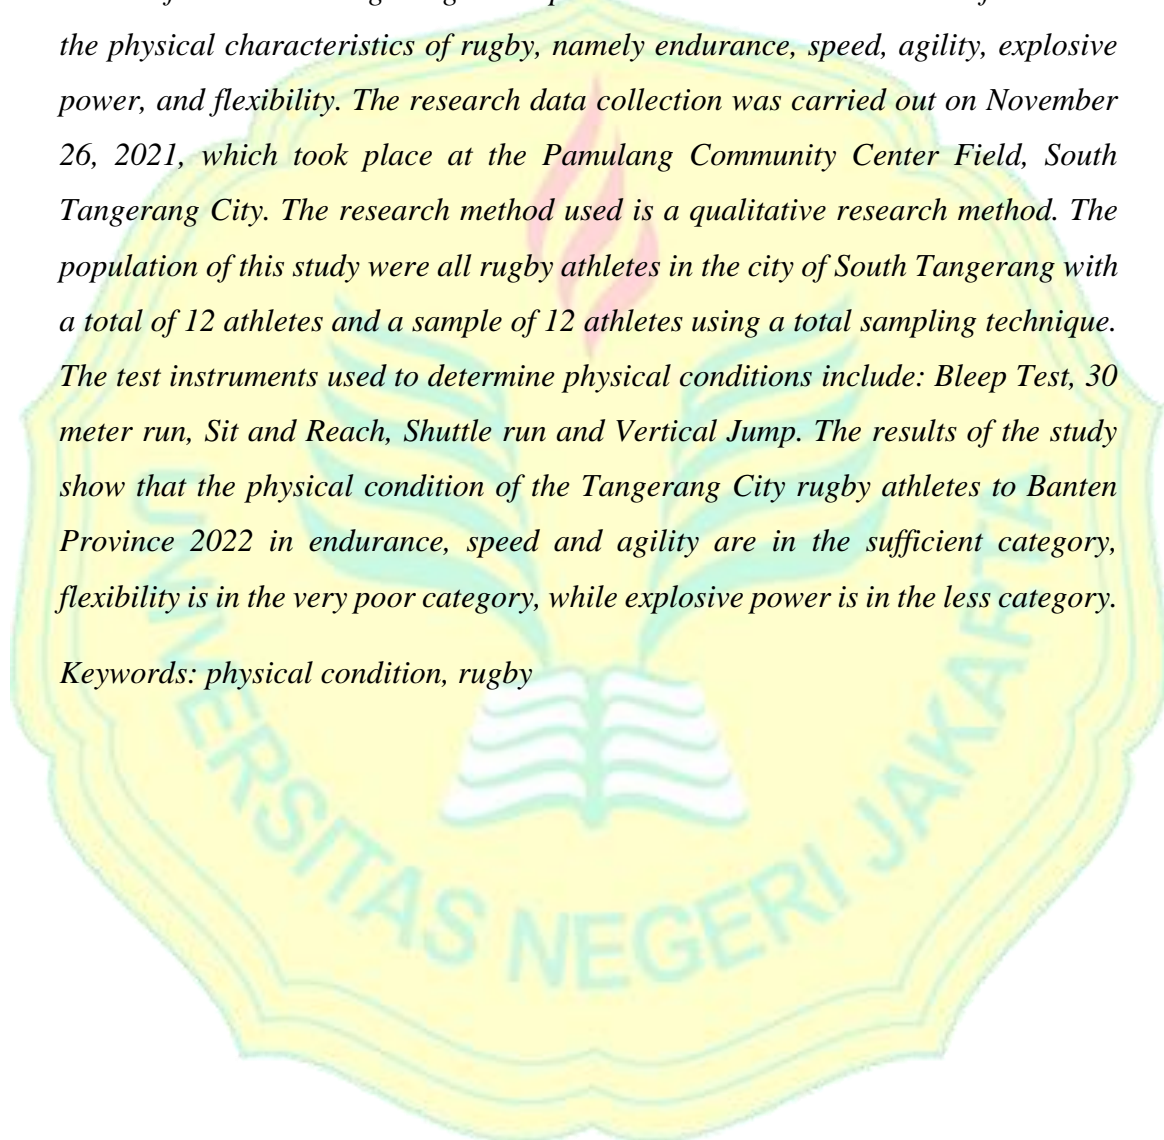 the physical characteristics of rugby, namely endurance, speed, agility, explosive
power, and flexibility. The research data collection was carried out on November
26, 2021, which took place at the Pamulang Community Center Field, South
Tangerang City. The research method used is a qualitative research method. The
population of this study were all rugby athletes in the city of South Tangerang with
a total of 12 athletes and a sample of 12 athletes using a total sampling technique.
The test instruments used to determine physical conditions include: Bleep Test, 30
meter run, Sit and Reach, Shuttle run and Vertical Jump. The results of the study
show that the physical condition of the Tangerang City rugby athletes to Banten
Province 2022 in endurance, speed and agility are in the sufficient category,
flexibility is in the very poor category, while explosive power is in the less category.
Keywords: physical condition, rugby
UNIVERSITAS NEGERI JAKARTA